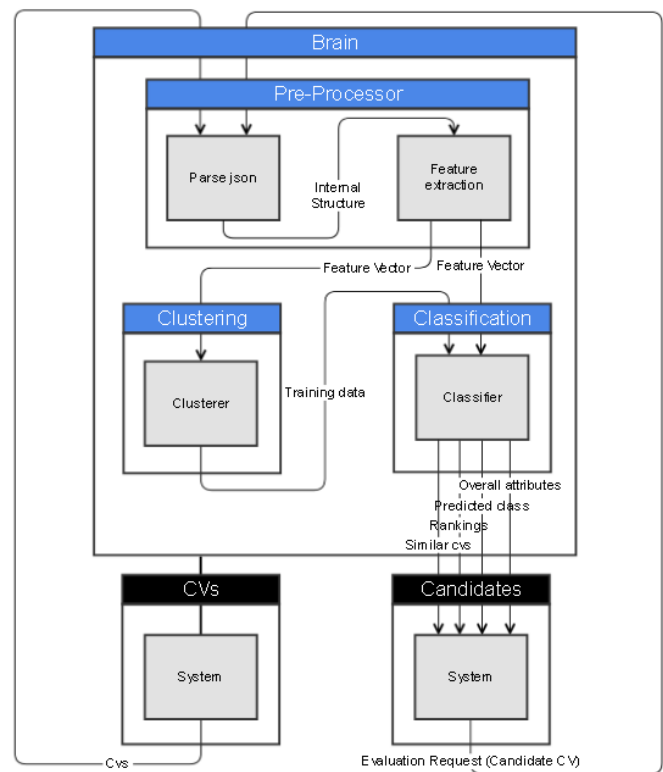 Brain
Pre-Processor
Parse json
Feature
extraction
Internal
Structure
Feature Vector
Feature Vector
Clustering
Classification
Clusterer
Training data
Classifier
Overall attributes
Predicted class
Rankings
Similar cvs
CVs
Candidates
System
System
Cvs
Evaluation Request (Candidate CV)